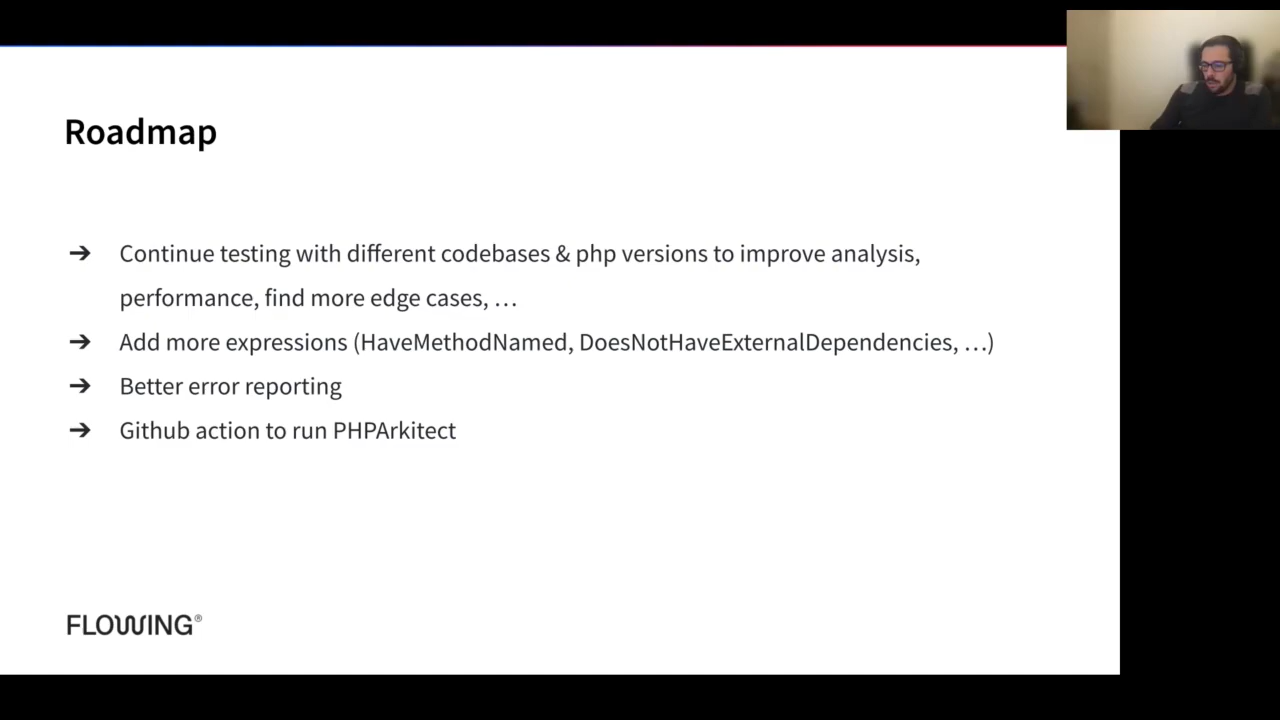 Roadmap
➔ Continue testing with different codebases & php versions to improve analysis,
performance, find more edge cases, …
➔ Add more expressions (HaveMethodNamed, DoesNotHaveExternalDependencies, …)
➔ Better error reporting
➔ Github action to run PHPArkitect
FLOWING®